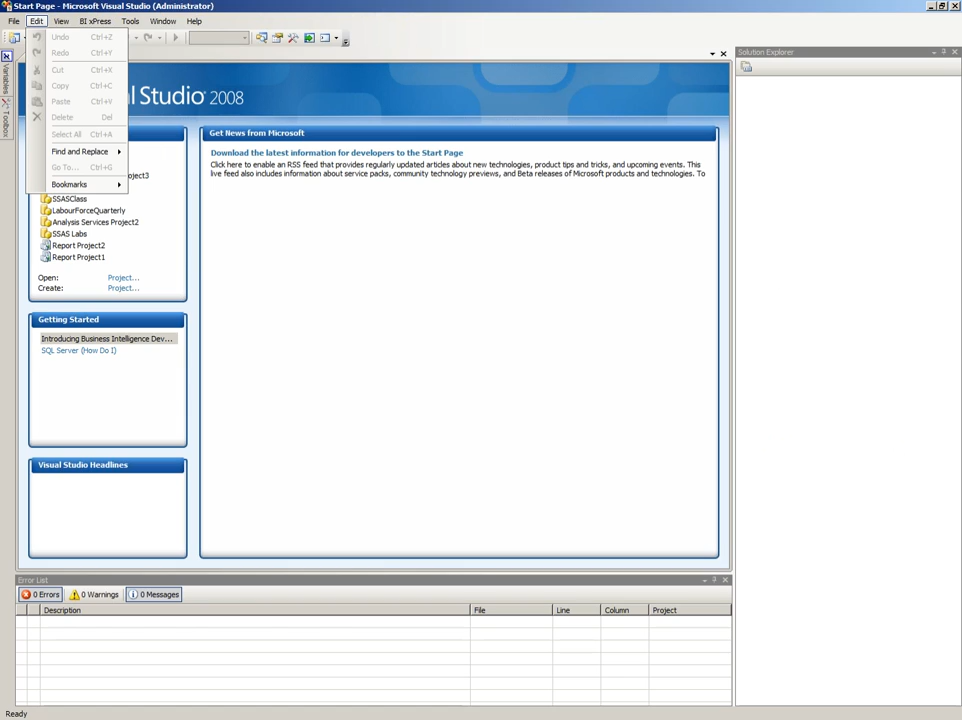 Start Page - Microsoft Visual Studio (Administrator)
File Edit View BI xPress Tools Window Help
Undo Ctrl+Z
Redo Ctrl+Y
Cut Ctrl+X
Copy Ctrl+C
Paste Ctrl+V
Delete Del
Select All Ctrl+A
Find and Replace
Go To... Ctrl+G
Bookmarks
Variables
Toolbox
l Studio 2008
oject3
SSASClass
LabourForceQuarterly
Analysis Services Project2
SSAS Labs
Report Project2
Report Project1
Open: Project...
Create: Project...
Getting Started
Introducing Business Intelligence Dev...
SQL Server (How Do I)
Visual Studio Headlines
Get News from Microsoft
Download the latest information for developers to the Start Page
Click here to enable an RSS feed that provides regularly updated articles about new technologies, product tips and tricks, and upcoming events. This
live feed also includes information about service packs, community technology previews, and Beta releases of Microsoft products and technologies. To
Solution Explorer
Error List
0 Errors 0 Warnings 0 Messages
Description File Line Column Project
Ready